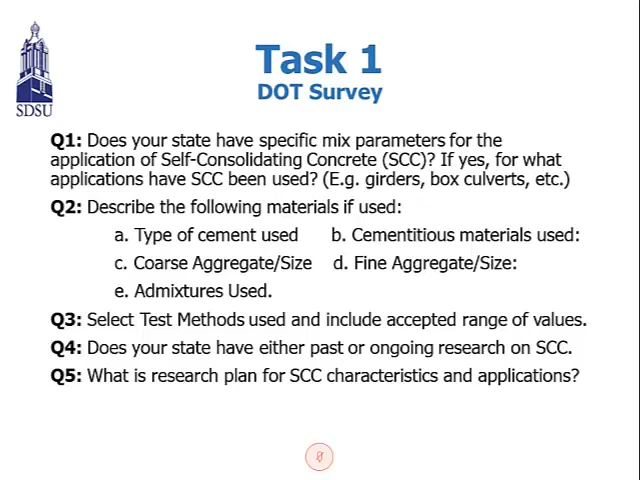 SDSU
Task 1
DOT Survey
Q1: Does your state have specific mix parameters for the
application of Self-Consolidating Concrete (SCC)? If yes, for what
applications have SCC been used? (E.g. girders, box culverts, etc.)
Q2: Describe the following materials if used:
a. Type of cement used b. Cementitious materials used:
c. Coarse Aggregate/Size d. Fine Aggregate/Size:
e. Admixtures Used.
Q3: Select Test Methods used and include accepted range of values.
Q4: Does your state have either past or ongoing research on SCC.
Q5: What is research plan for SCC characteristics and applications?